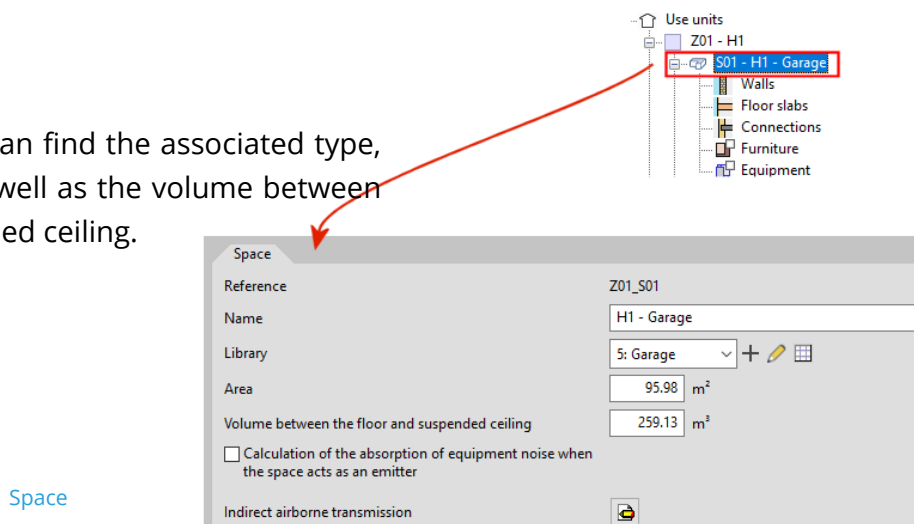 Use units
Z01 - H1
S01 - H1 - Garage
Walls
Floor slabs
Connections
Furniture
Equipment
an find the associated type,
well as the volume between
ed ceiling.
Space
Reference Z01_S01
Name H1 - Garage
Library 5: Garage
Area 95.98 m²
Volume between the floor and suspended ceiling 259.13 m³
Calculation of the absorption of equipment noise when
the space acts as an emitter
Indirect airborne transmission
Space